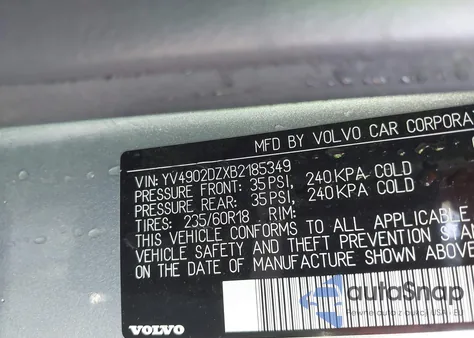 MFD BY VOLVO CAR CORPORAT
VIN: YV4902DZXB2185349
PRESSURE FRONT: 35PSI, 240KPA COLD
PRESSURE REAR: 35PSI, 240KPA COLD
TIRES: 235/60R18 RIM:
THIS VEHICLE CONFORMS TO ALL APPLICABLE
VEHICLE SAFETY AND THEFT PREVENTION STAN
ON THE DATE OF MANUFACTURE SHOWN ABOVE
VOLVO
autoSnap